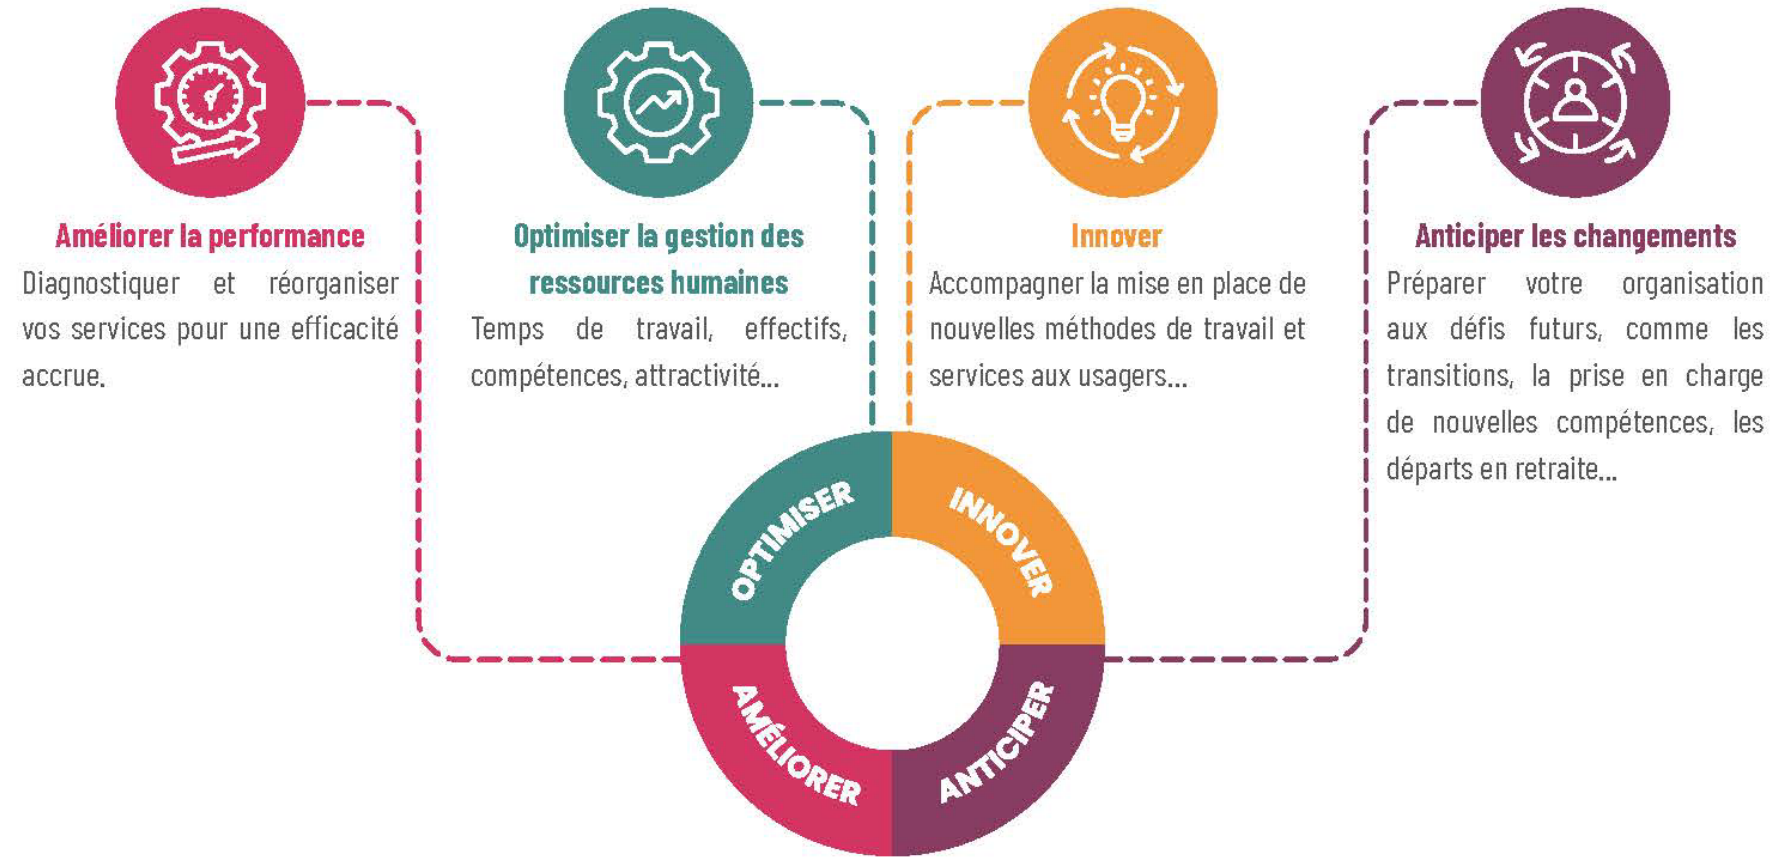 Améliorer la performance
Diagnostiquer et réorganiser
vos services pour une efficacité
accrue.
Optimiser la gestion des
ressources humaines
Temps de travail, effectifs,
compétences, attractivité...
Innover
Accompagner la mise en place de
nouvelles méthodes de travail et
services aux usagers...
Anticiper les changements
Préparer votre organisation
aux défis futurs, comme les
transitions, la prise en charge
de nouvelles compétences, les
départs en retraite...
OPTIMISER
INNOVER
AMÉLIORER
ANTICIPER